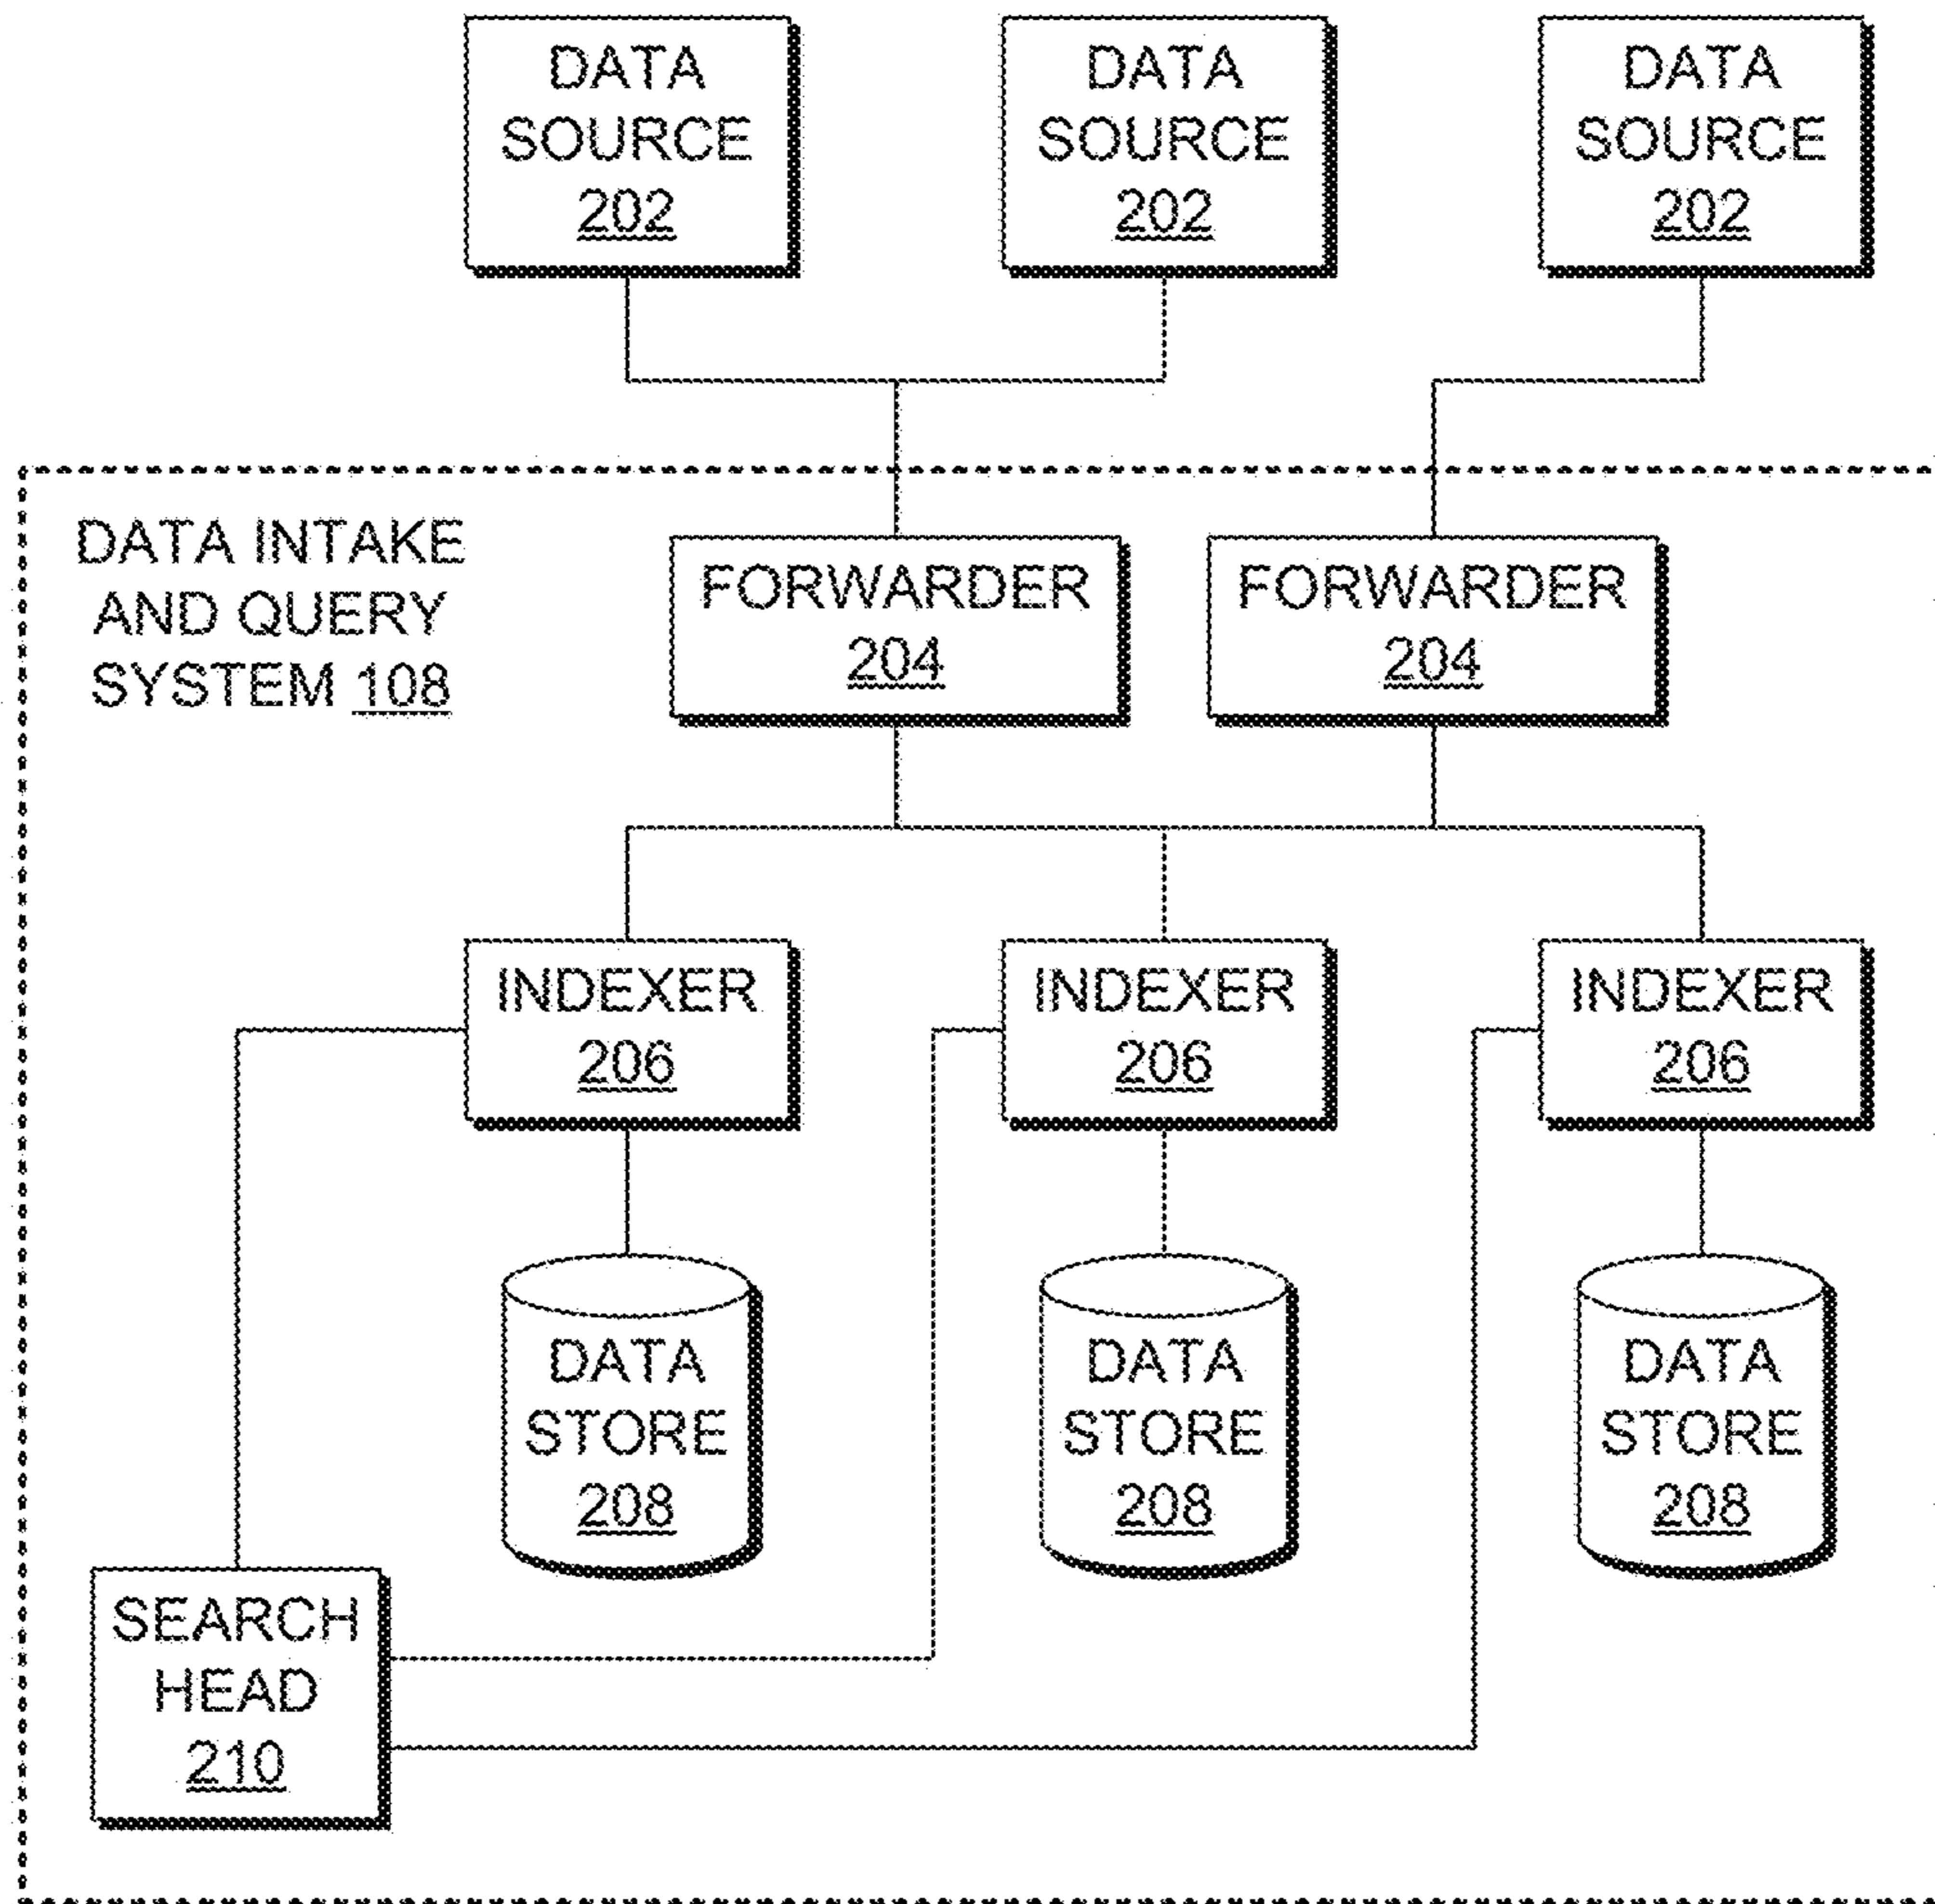 DATA
SOURCE
202
DATA
SOURCE
202
DATA
SOURCE
202
DATA INTAKE
AND QUERY
SYSTEM 108
FORWARDER
204
FORWARDER
204
INDEXER
206
INDEXER
206
INDEXER
206
DATA
STORE
208
DATA
STORE
208
DATA
STORE
208
SEARCH
HEAD
210